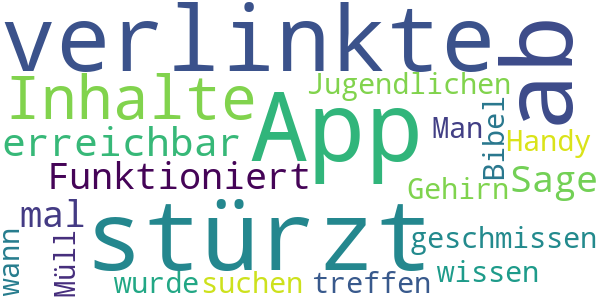 verlinkte
ab
Inhalte
Jugendlichen
App
erreichbar
Man
Bibel
Handy
Funktioniert
Gehirn
Sage
mal
stürzt
wann
Müll
geschmissen
wurde
suchen
treffen
wissen